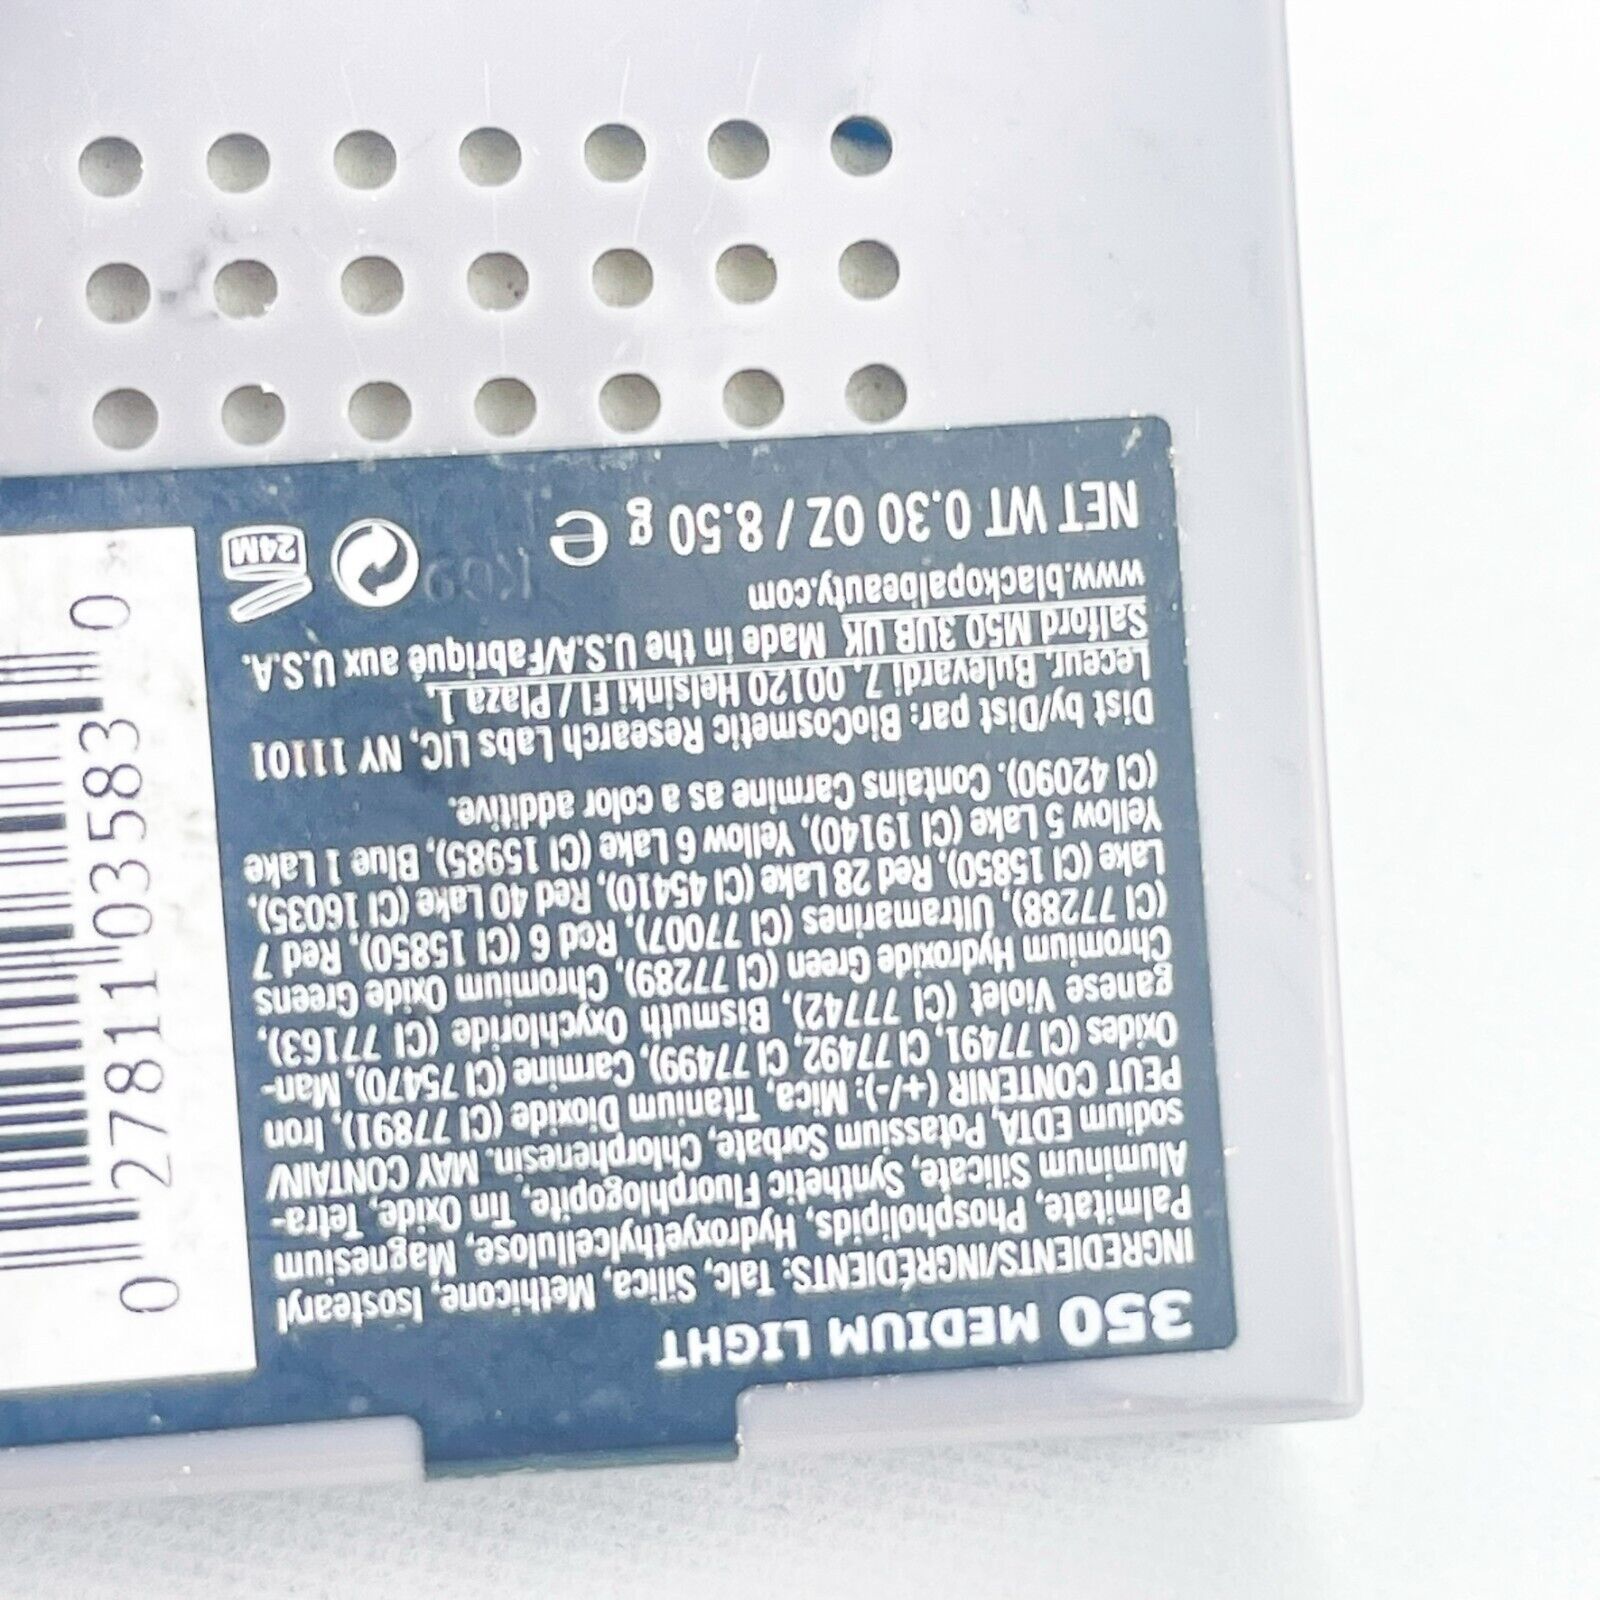 350 MEDIUM LIGHT
INGREDIENTS/INGRÉDIENTS: Talc, Silica, Methicone, Isostearyl
Palmitate, Phospholipids, Hydroxyethylcellulose, Magnesium
Aluminum Silicate, Synthetic Fluorphlogopite, Tin Oxide, Tetra-
sodium EDTA, Potassium Sorbate, Chlorphenesin. MAY CONTAIN/
PEUT CONTENIR (+/-): Mica, Titanium Dioxide (CI 77891), Iron
Oxides (CI 77491, CI 77492, CI 77499), Carmine (CI 75470), Man-
ganese Violet (CI 77742), Bismuth Oxychloride (CI 77163),
Chromium Hydroxide Green (CI 77289), Chromium Oxide Greens
(CI 77288), Ultramarines (CI 77007), Red 6 (CI 15850), Red 7
Lake (CI 15850), Red 28 Lake (CI 45410), Red 40 Lake (CI 16035),
Yellow 5 Lake (CI 19140), Yellow 6 Lake (CI 15985), Blue 1 Lake
(CI 42090). Contains Carmine as a color additive.
Dist by/Dist par: BioCosmetic Research Labs LIC, NY 11101
Leceur, Bulevardi 7, 00120 Helsinki FI / Plaza 1,
Salford M50 3UB UK Made in the U.S.A/Fabriqué aux U.S.A.
www.blackopalbeauty.com
NET WT 0.30 OZ / 8.50 g e
24M
0 27811 03583 0